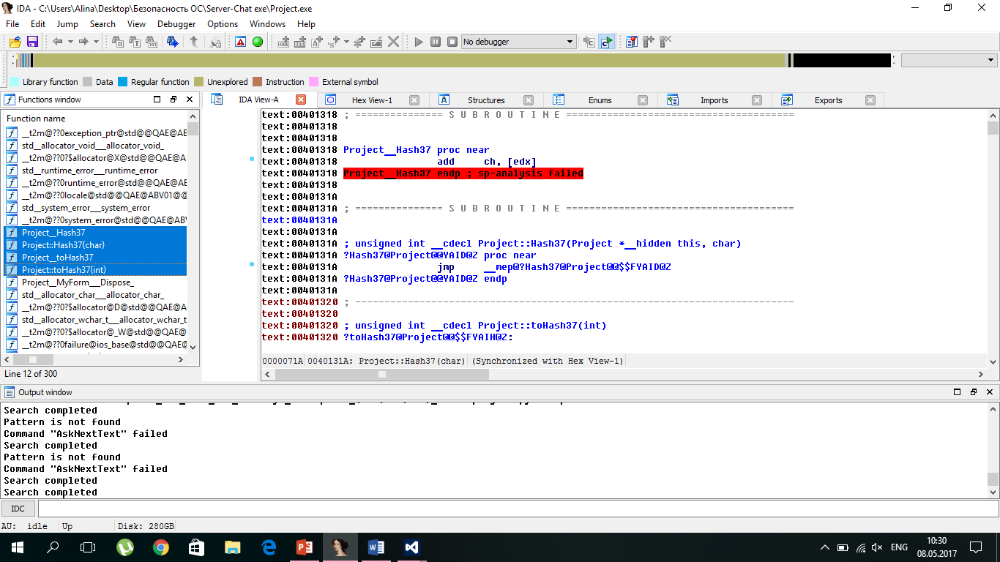 IDA - C:\Users\Alina\Desktop\Безопасность ОС\Server-Chat exe\Project.exe
File Edit Jump Search View Debugger Options Windows Help
No debugger
Library function Data Regular function Unexplored Instruction External symbol
Functions window
IDA View-A Hex View-1 Structures Enums Imports Exports
Function name
__t2m@??0exception_ptr@std@@QAE@AB
std__allocator_void___allocator_void_
__t2m@??0?$allocator@X@std@@QAE@A
std__runtime_error___runtime_error
__t2m@??0runtime_error@std@@QAE@AB
__t2m@??0locale@std@@QAE@ABV01@@
std__system_error___system_error
__t2m@??0system_error@std@@QAE@AB
Project__Hash37
Project::Hash37(char)
Project__toHash37
Project::toHash37(int)
Project__MyForm___Dispose_
std__allocator_char___allocator_char_
__t2m@??0?$allocator@D@std@@QAE@A
std__allocator_wchar_t___allocator_wchar_t
__t2m@??0?$allocator@_W@std@@QAE@
__t2m@??0failure@ios_base@std@@QAE@
Line 12 of 300
text:00401318 ; =============== S U B R O U T I N E =======================================
text:00401318
text:00401318
text:00401318 Project__Hash37 proc near
text:00401318 add ch, [edx]
text:00401318 Project__Hash37 endp ; sp-analysis failed
text:00401318
text:0040131A
text:0040131A ; =============== S U B R O U T I N E =======================================
text:0040131A
text:0040131A
text:0040131A ; unsigned int __cdecl Project::Hash37(Project *__hidden this, char)
text:0040131A ?Hash37@Project@@YAID@Z proc near
text:0040131A jmp __mep@?Hash37@Project@@$$FYAID@Z
text:0040131A ?Hash37@Project@@YAID@Z endp
text:0040131A
text:00401320 ; ---------------------------------------------------------------------------
text:00401320
text:00401320 ; unsigned int __cdecl Project::toHash37(int)
text:00401320 ?toHash37@Project@@$$FYAIH@Z:
0000071A 0040131A: Project::Hash37(char) (Synchronized with Hex View-1)
Output window
Search completed
Pattern is not found
Command "AskNextText" failed
Search completed
Pattern is not found
Command "AskNextText" failed
Search completed
Search completed
IDC
AU: idle Up Disk: 280GB
ENG
10:30
08.05.2017